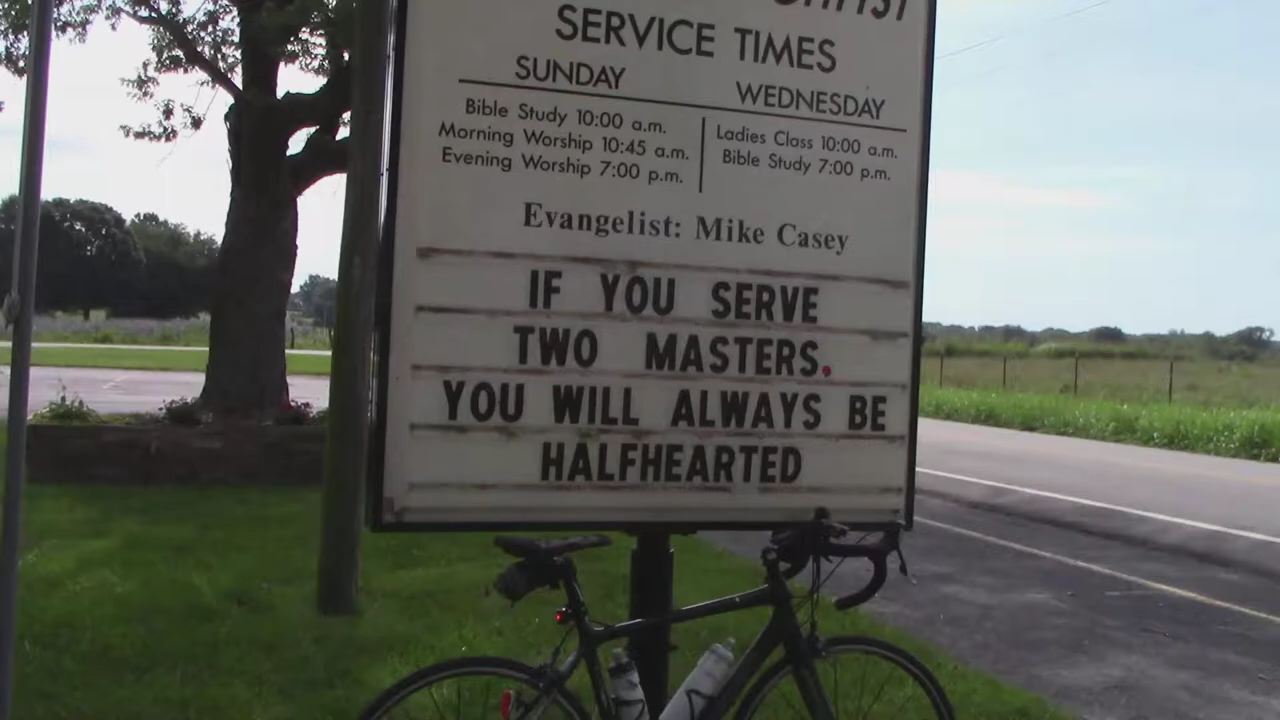 SERVICE TIMES
SUNDAY
Bible Study 10:00 a.m.
Morning Worship 10:45 a.m.
Evening Worship 7:00 p.m.
WEDNESDAY
Ladies Class 10:00 a.m.
Bible Study 7:00 p.m.
Evangelist: Mike Casey
IF YOU SERVE
TWO MASTERS.
YOU WILL ALWAYS BE
HALFHEARTED